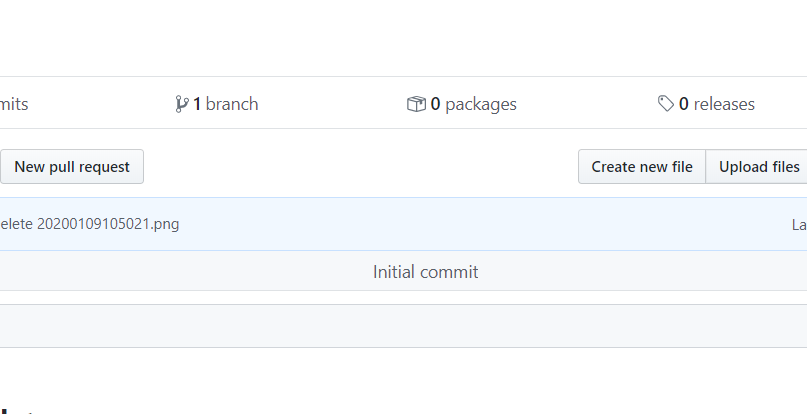 mits
1 branch
0 packages
0 releases
New pull request
Create new file
Upload files
elete 20200109105021.png
La
Initial commit